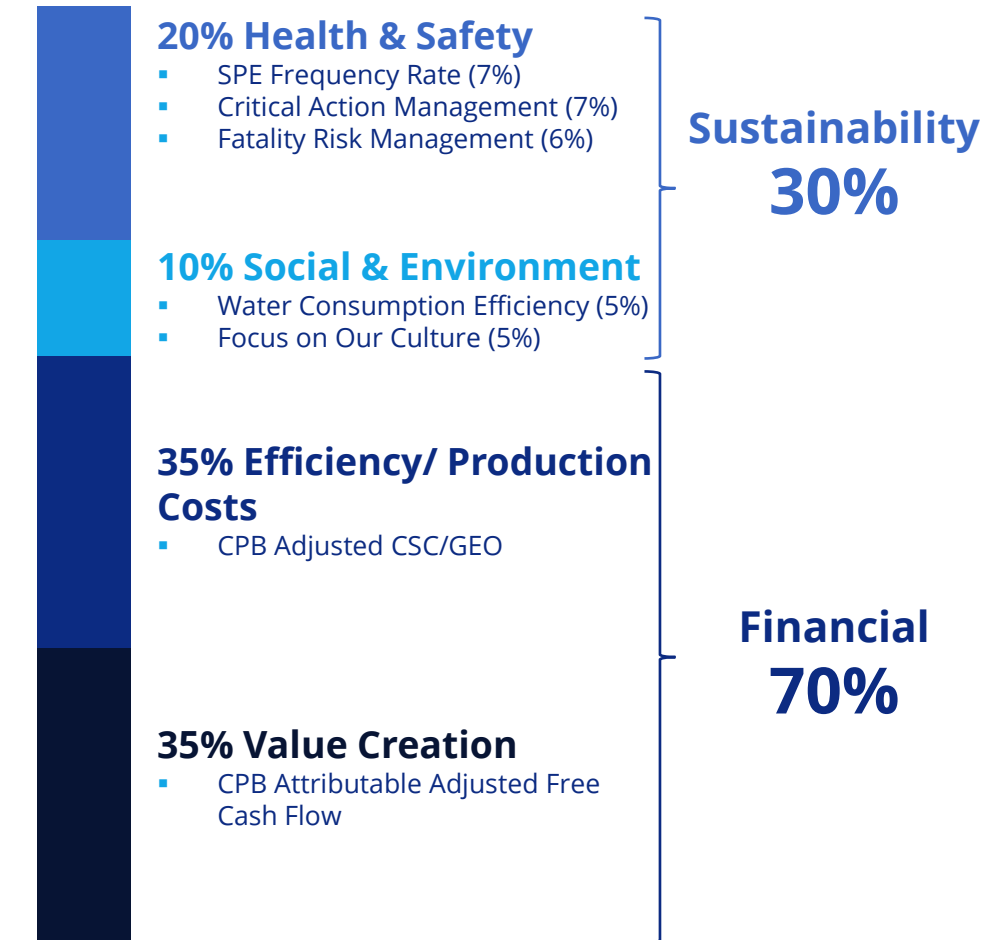 20% Health & Safety
▪ SPE Frequency Rate (7%)
▪ Critical Action Management (7%)
▪ Fatality Risk Management (6%)
Sustainability
30%
10% Social & Environment
▪ Water Consumption Efficiency (5%)
▪ Focus on Our Culture (5%)
35% Efficiency/ Production
Costs
▪ CPB Adjusted CSC/GEO
Financial
70%
35% Value Creation
▪ CPB Attributable Adjusted Free
Cash Flow